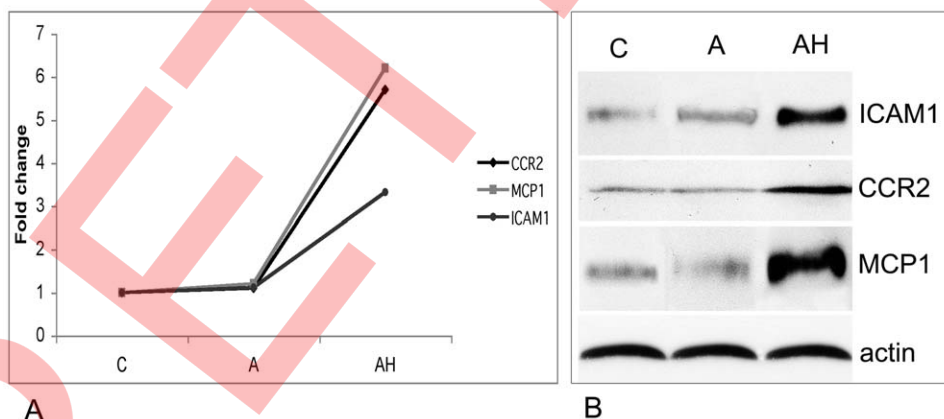 7
6
5
4
3
2
1
0
Fold change
C A AH
CCR2
MCP1
ICAM1
A
C A AH
ICAM1
CCR2
MCP1
actin
B